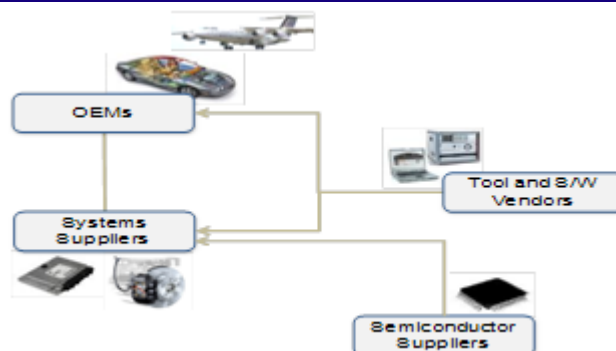 OEMs
Tool and S/W
Vendors
Systems
Suppliers
Semiconductor
Suppliers